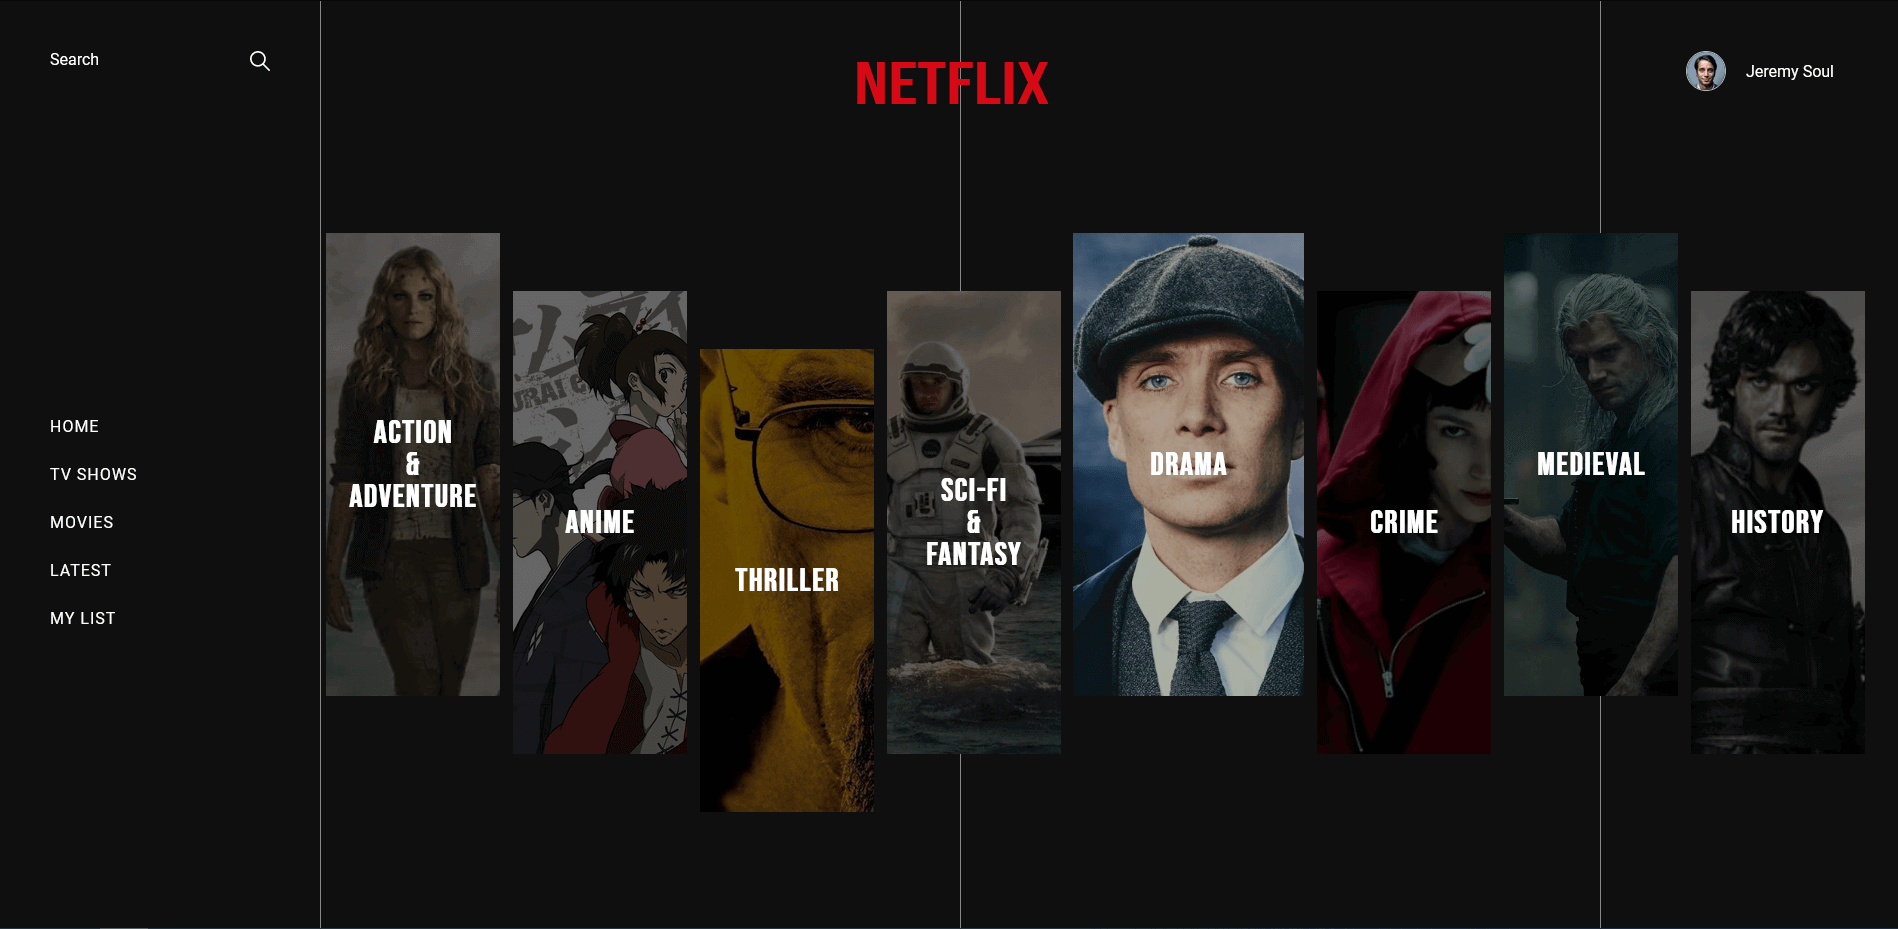 Search
NETFLIX
Jeremy Soul
HOME
TV SHOWS
MOVIES
LATEST
MY LIST
ACTION
&
ADVENTURE
ANIME
THRILLER
SCI-FI
&
FANTASY
DRAMA
CRIME
MEDIEVAL
HISTORY